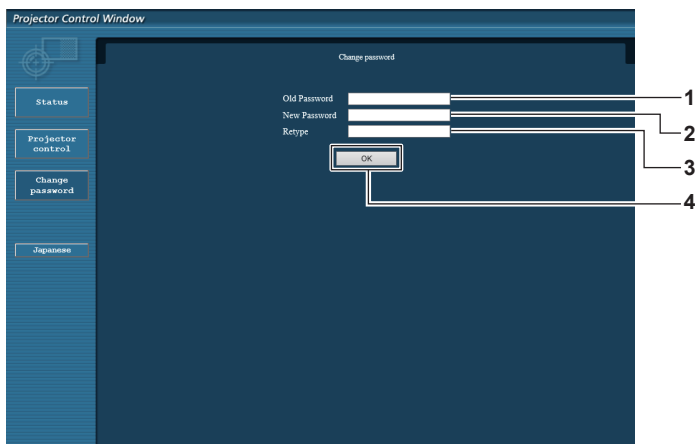 Projector Control Window
Change password
Status
Projector
control
Change
password
Japanese
Old Password
New Password
Retype
OK
1
2
3
4